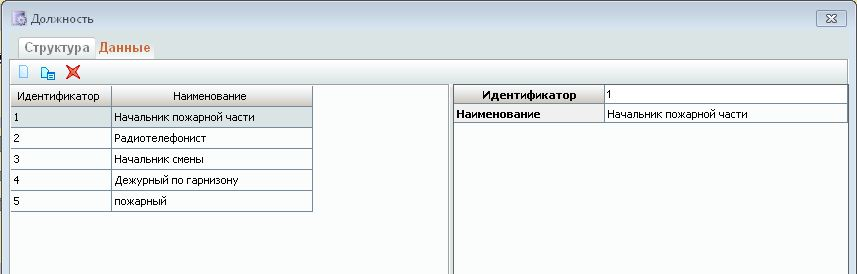 Должность
Структура Данные
Идентификатор Наименование
1 Начальник пожарной части
2 Радиотелефонист
3 Начальник смены
4 Дежурный по гарнизону
5 пожарный
Идентификатор 1
Наименование Начальник пожарной части